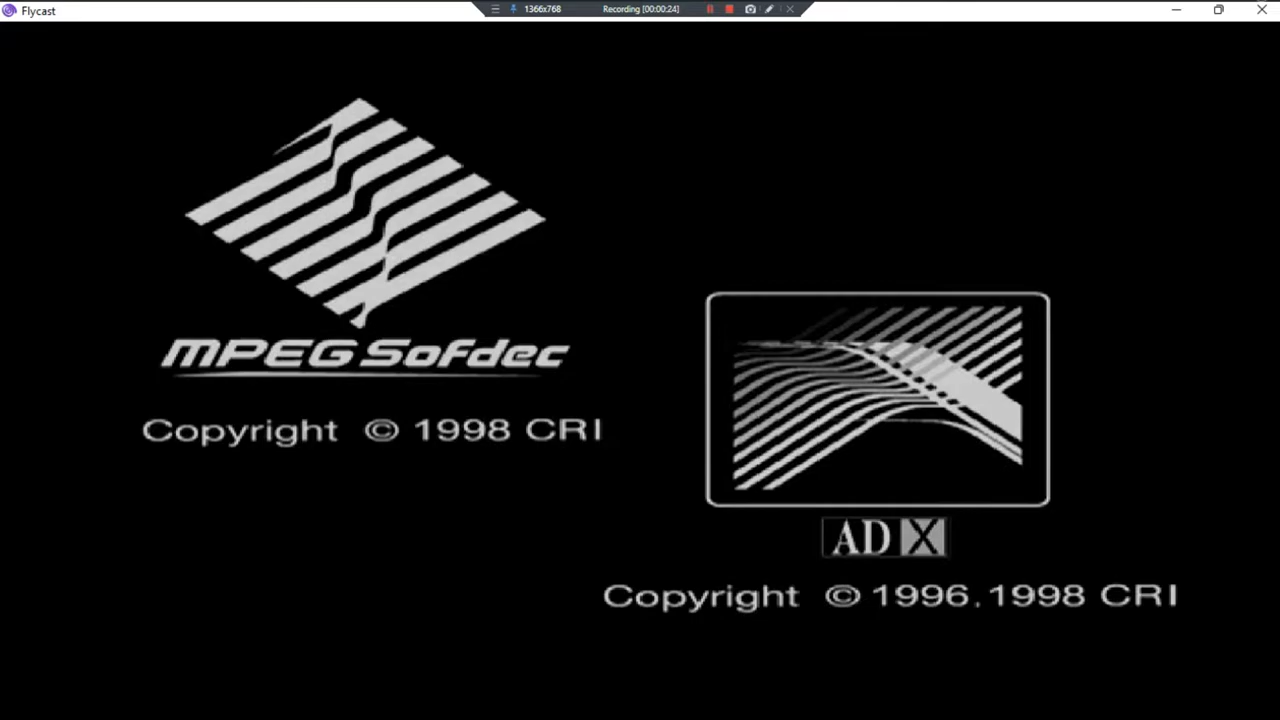 Flycast
1366x768
Recording [00:00:24]
MPEG Sofdec
Copyright © 1998 CRI
ADX
Copyright © 1996,1998 CRI